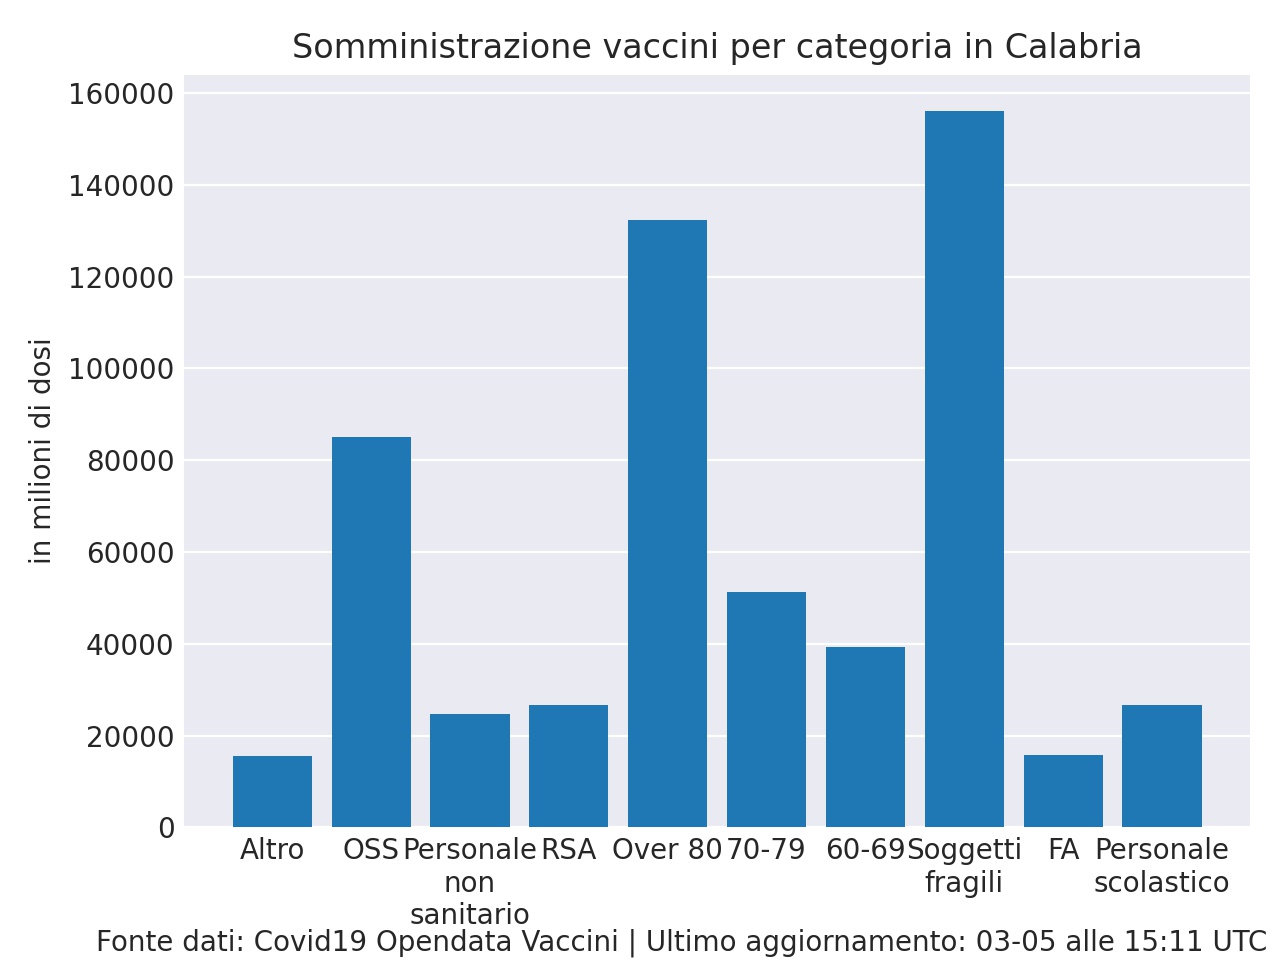 Somministrazione vaccini per categoria in Calabria
160000
140000
120000
100000
80000
60000
40000
20000
0
in milioni di dosi
Altro
OSS
Personale
non
sanitario
RSA
Over 80
70-79
60-69
Soggetti
fragili
FA
Personale
scolastico
Fonte dati: Covid19 Opendata Vaccini | Ultimo aggiornamento: 03-05 alle 15:11 UTC